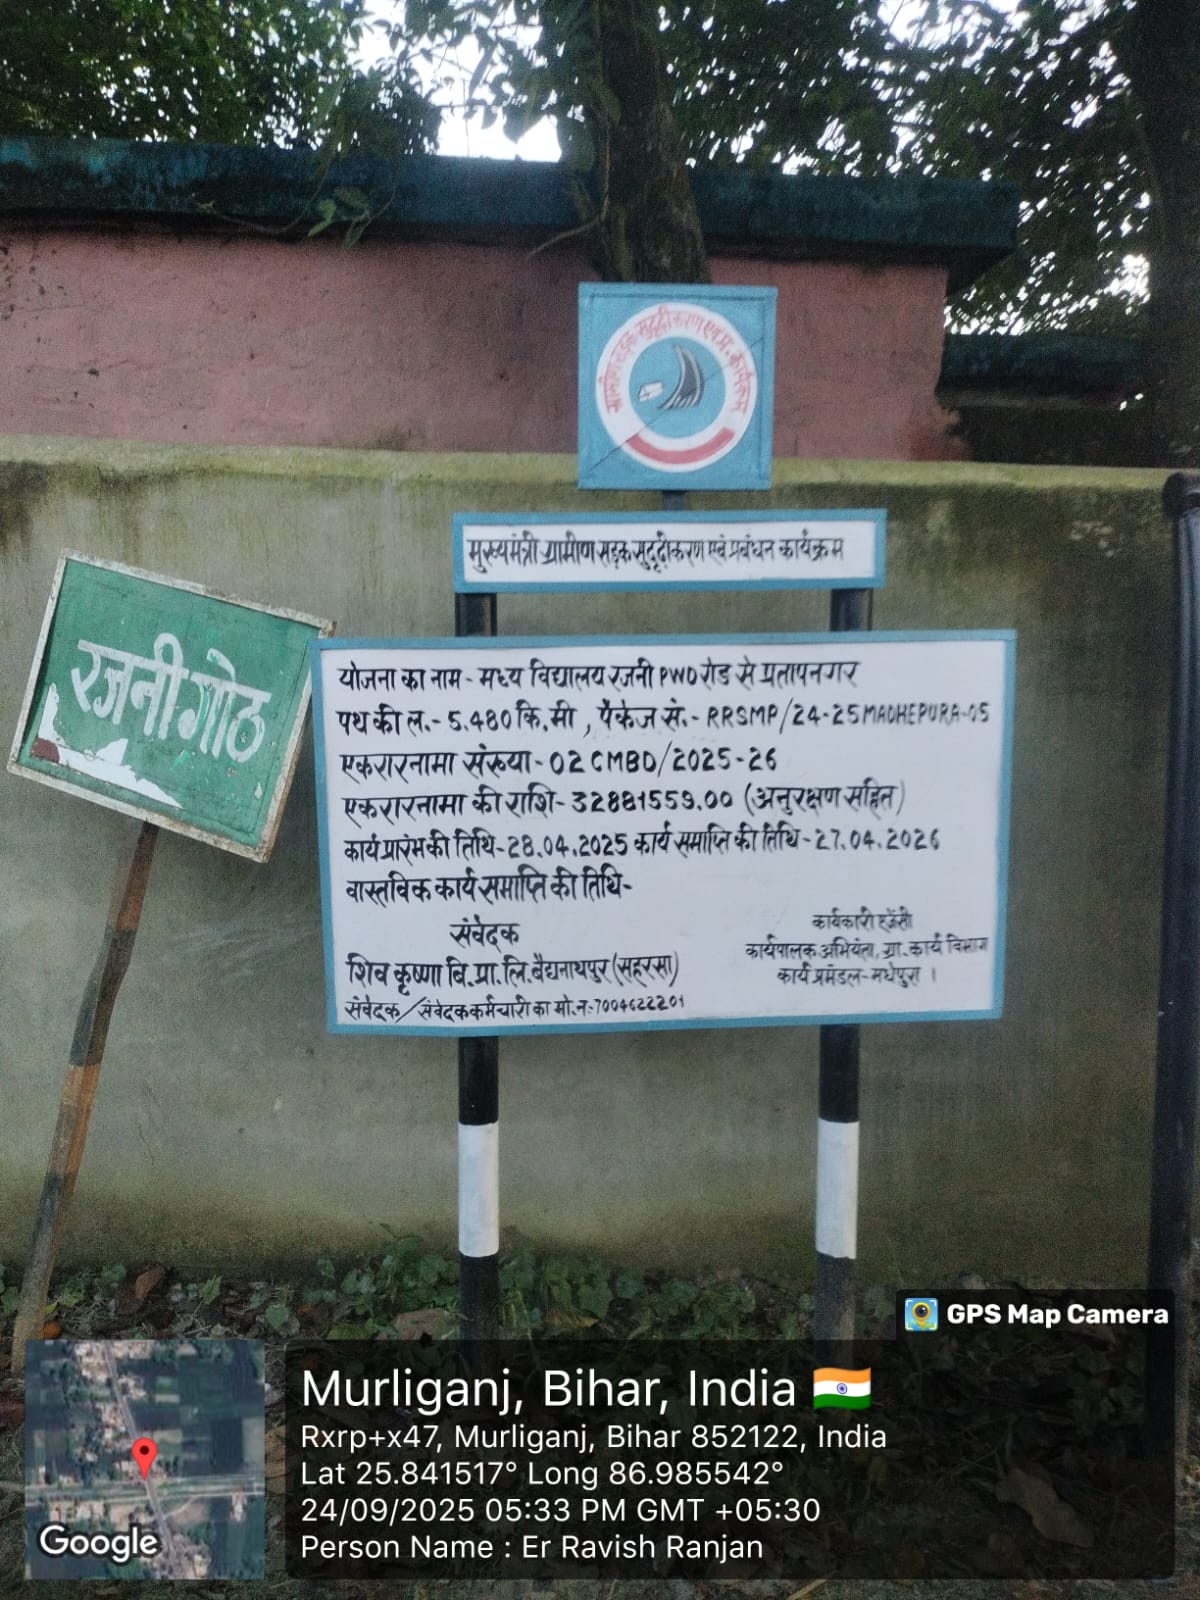 ग्रामीण सड़क सुदृढ़ीकरण एवं प्र. कार्यक्रम
मुख्यमंत्री ग्रामीण सड़क सुदृढ़ीकरण एवं प्रबंधन कार्यक्रम
रजनी गोठ
योजना का नाम - मध्य विद्यालय रजनी PWD रोड से प्रतापनगर
पथ की ल.- 5.480 कि.मी , पैकेज सं.- RRSMP/24-25 MADHEPURA-05
एकरारनामा संख्या - 02 CMBD/2025-26
एकरारनामा की राशि - 32881559.00 (अनुरक्षण सहित)
कार्य प्रारंभ की तिथि - 28.04.2025 कार्य समाप्ति की तिथि - 27.04.2026
वास्तविक कार्य समाप्ति की तिथि-
संवेदक
शिव कृष्णा बि.प्रा.लि. बैद्यनाथपुर (सहरसा)
संवेदक/संवेदक कर्मचारी का मो.न:- 7004622201
कार्यकारी एजेंसी
कार्यपालक अभियंता, ग्रा. कार्य विभाग
कार्य प्रमंडल - मधेपुरा ।
GPS Map Camera
Murliganj, Bihar, India
Rxrp+x47, Murliganj, Bihar 852122, India
Lat 25.841517° Long 86.985542°
24/09/2025 05:33 PM GMT +05:30
Person Name : Er Ravish Ranjan
Google